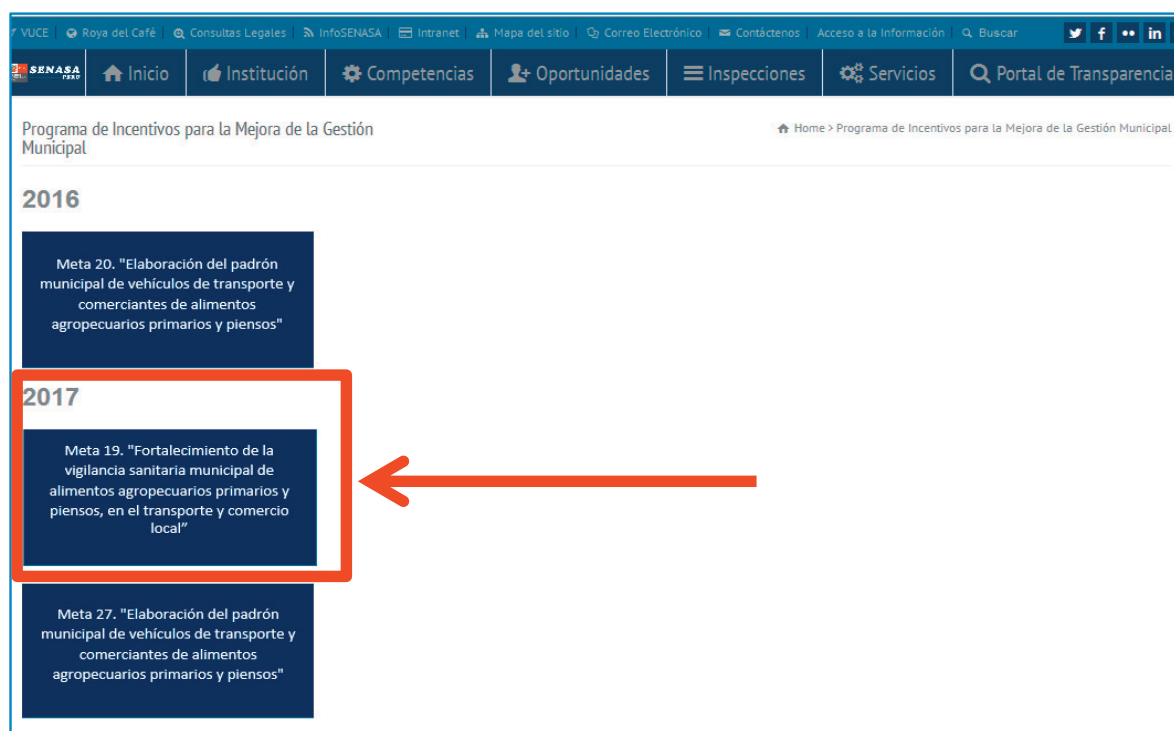 VUCE Roya del Café Consultas Legales InfoSENASA Intranet Mapa del sitio Correo Electrónico Contáctenos Acceso a la Información Buscar
SENASA PERU Inicio Institución Competencias Oportunidades Inspecciones Servicios Portal de Transparencia
Programa de Incentivos para la Mejora de la Gestión
Municipal
Home > Programa de Incentivos para la Mejora de la Gestión Municipal
2016
Meta 20. "Elaboración del padrón
municipal de vehículos de transporte y
comerciantes de alimentos
agropecuarios primarios y piensos"
2017
Meta 19. "Fortalecimiento de la
vigilancia sanitaria municipal de
alimentos agropecuarios primarios y
piensos, en el transporte y comercio
local”
Meta 27. "Elaboración del padrón
municipal de vehículos de transporte y
comerciantes de alimentos
agropecuarios primarios y piensos"